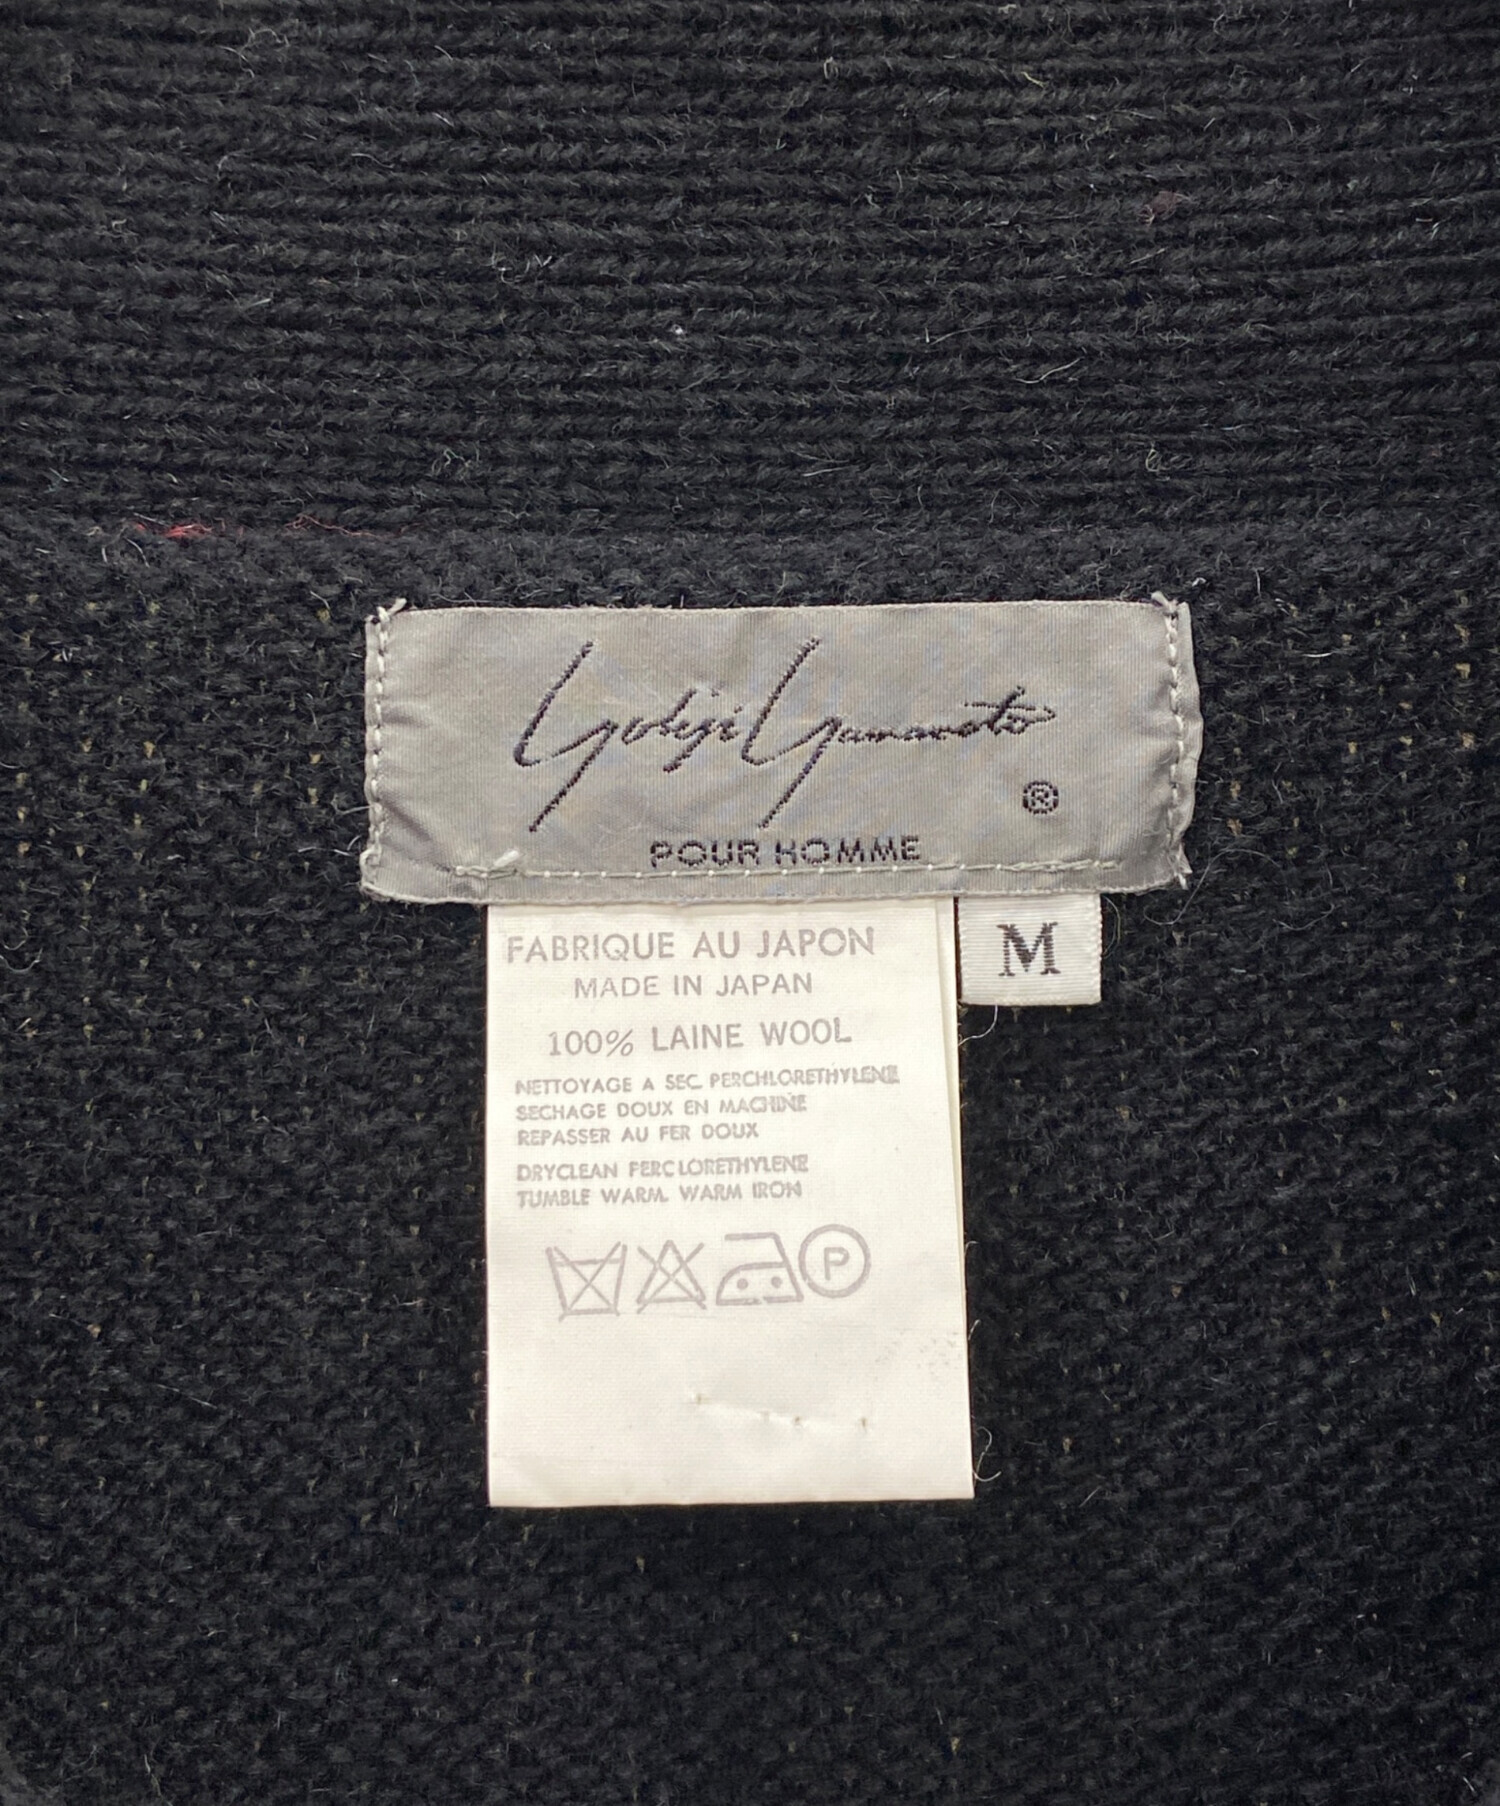 Yohji Yamamoto
®
POUR HOMME
M
FABRIQUE AU JAPON
MADE IN JAPAN
100% LAINE WOOL
NETTOYAGE A SEC PERCHLORETHYLENE
SECHAGE DOUX EN MACHINE
REPASSER AU FER DOUX
DRYCLEAN PERCLORETHYLENE
TUMBLE WARM. WARM IRON
P